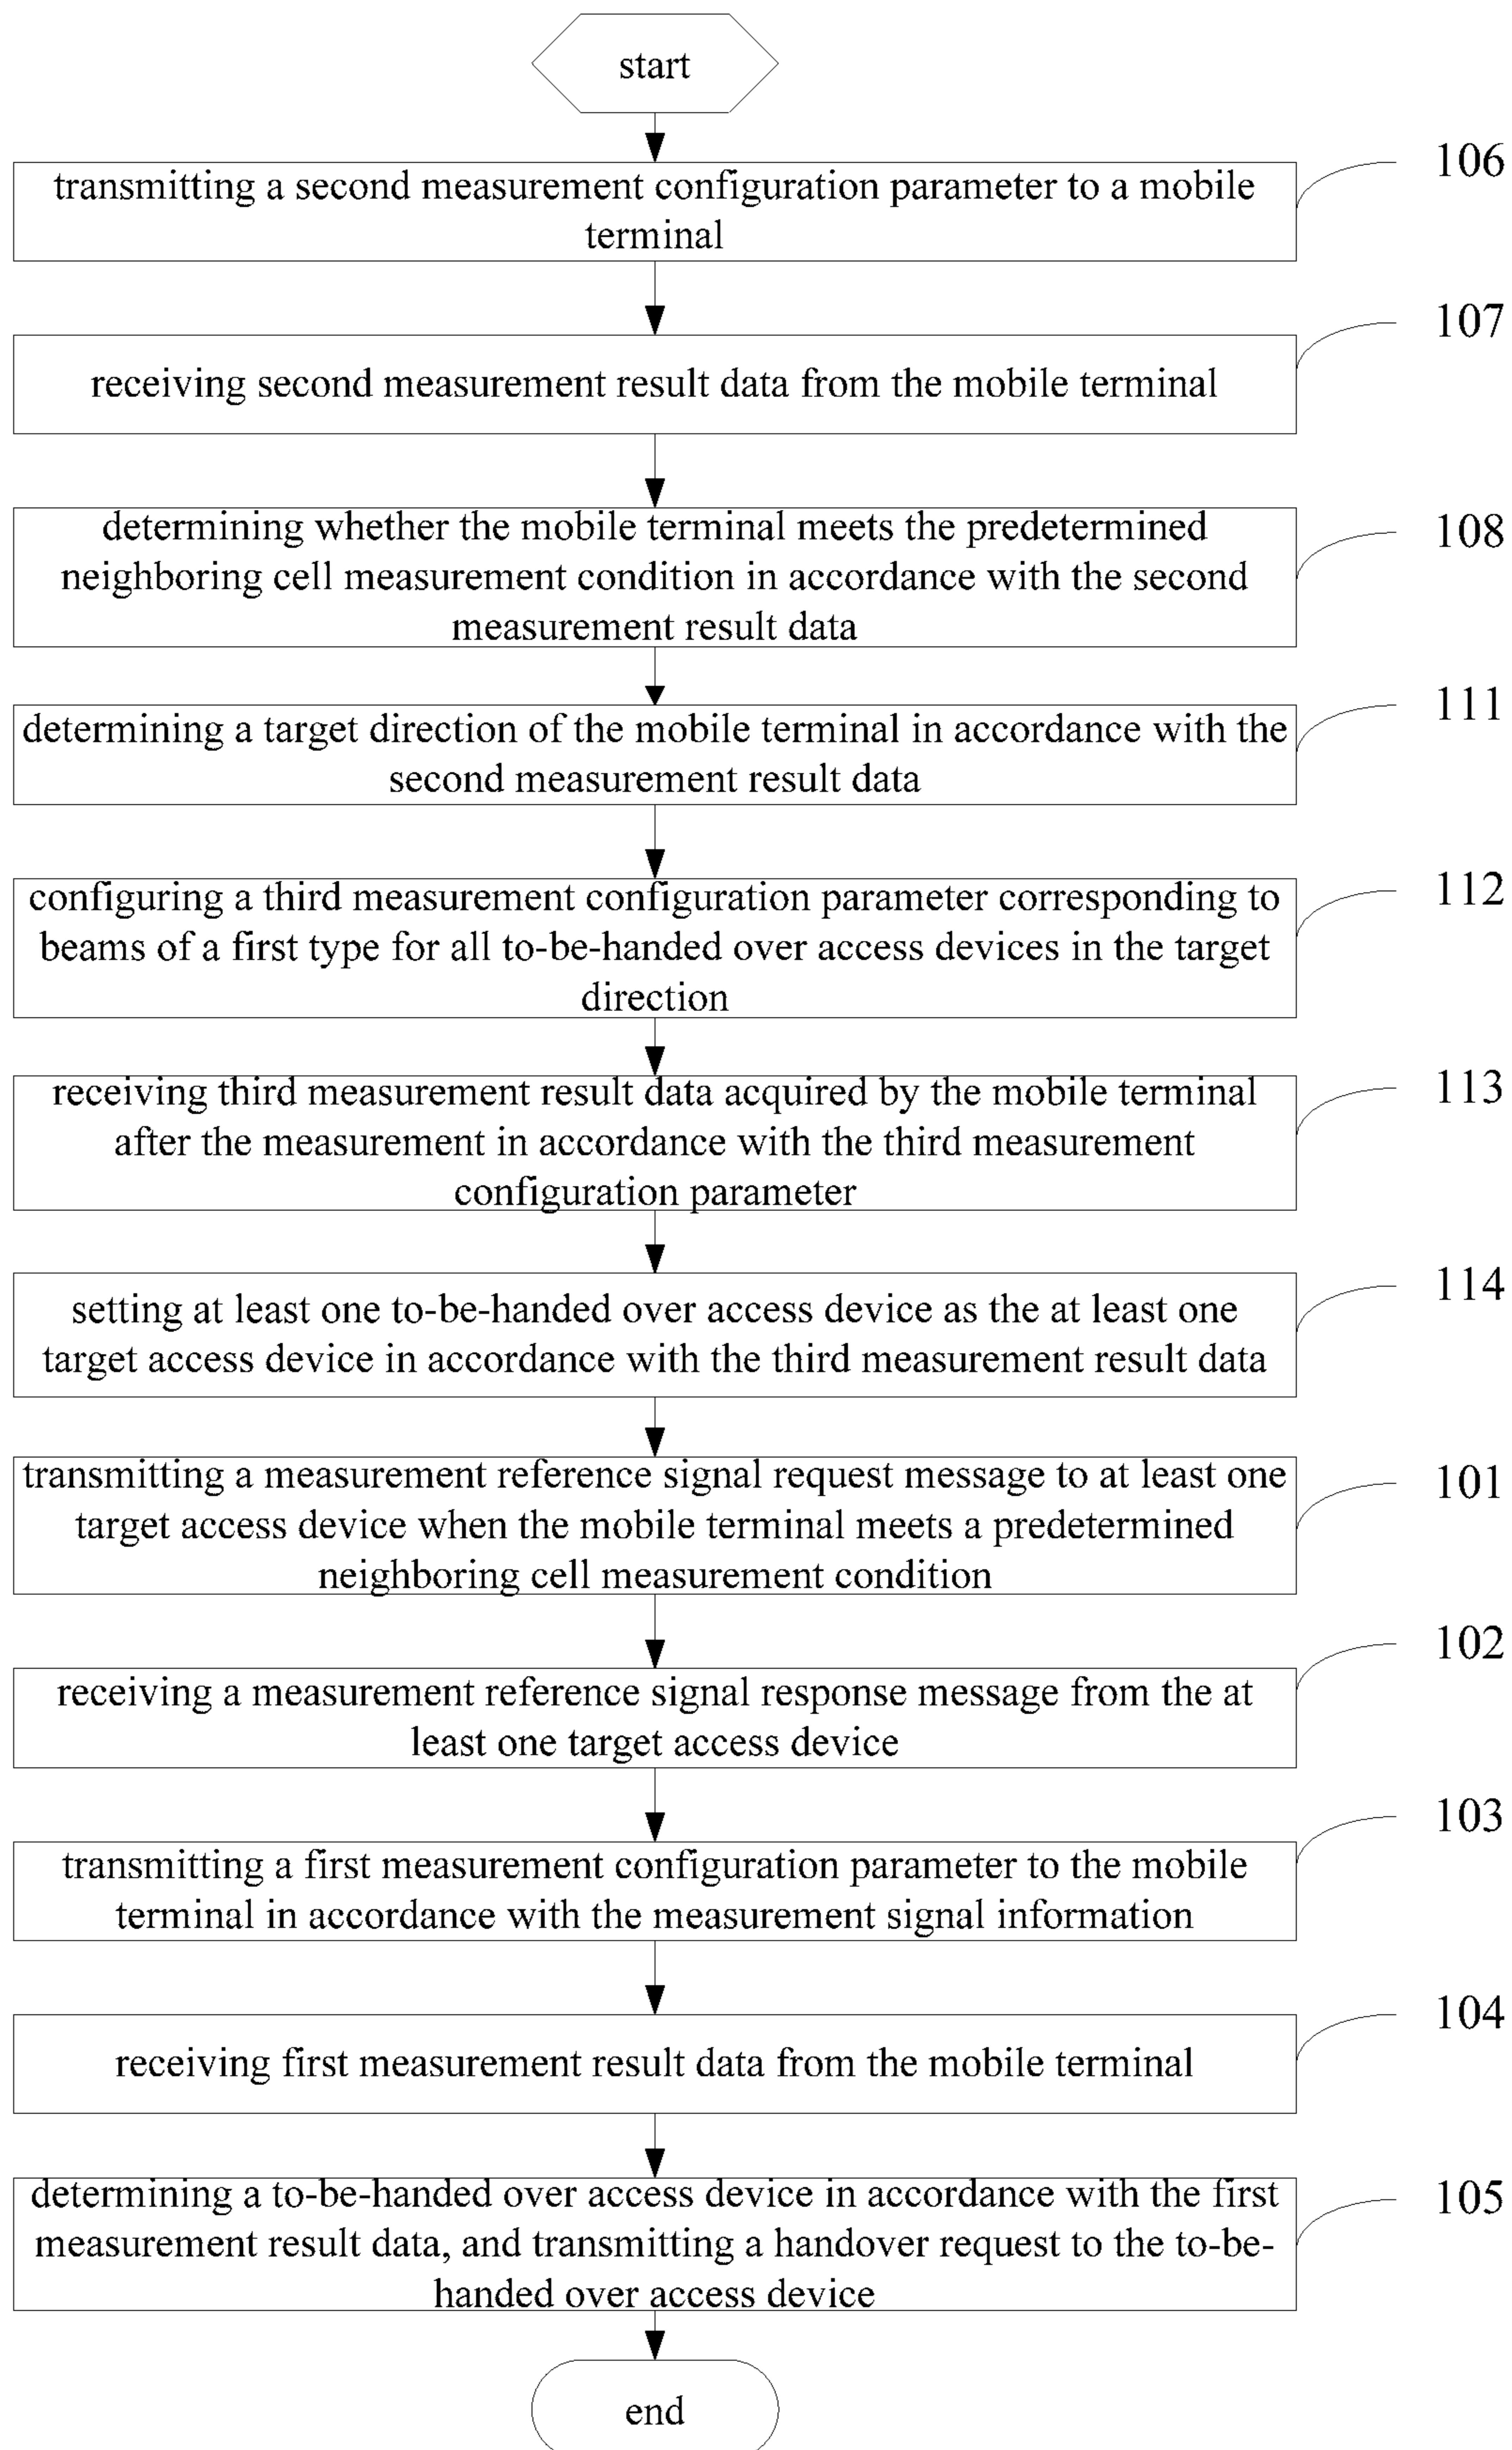 start
106
transmitting a second measurement configuration parameter to a mobile
terminal
107
receiving second measurement result data from the mobile terminal
108
determining whether the mobile terminal meets the predetermined
neighboring cell measurement condition in accordance with the second
measurement result data
111
determining a target direction of the mobile terminal in accordance with the
second measurement result data
112
configuring a third measurement configuration parameter corresponding to
beams of a first type for all to-be-handed over access devices in the target
direction
113
receiving third measurement result data acquired by the mobile terminal
after the measurement in accordance with the third measurement
configuration parameter
114
setting at least one to-be-handed over access device as the at least one
target access device in accordance with the third measurement result data
101
transmitting a measurement reference signal request message to at least one
target access device when the mobile terminal meets a predetermined
neighboring cell measurement condition
102
receiving a measurement reference signal response message from the at
least one target access device
103
transmitting a first measurement configuration parameter to the mobile
terminal in accordance with the measurement signal information
104
receiving first measurement result data from the mobile terminal
105
determining a to-be-handed over access device in accordance with the first
measurement result data, and transmitting a handover request to the to-be-
handed over access device
end